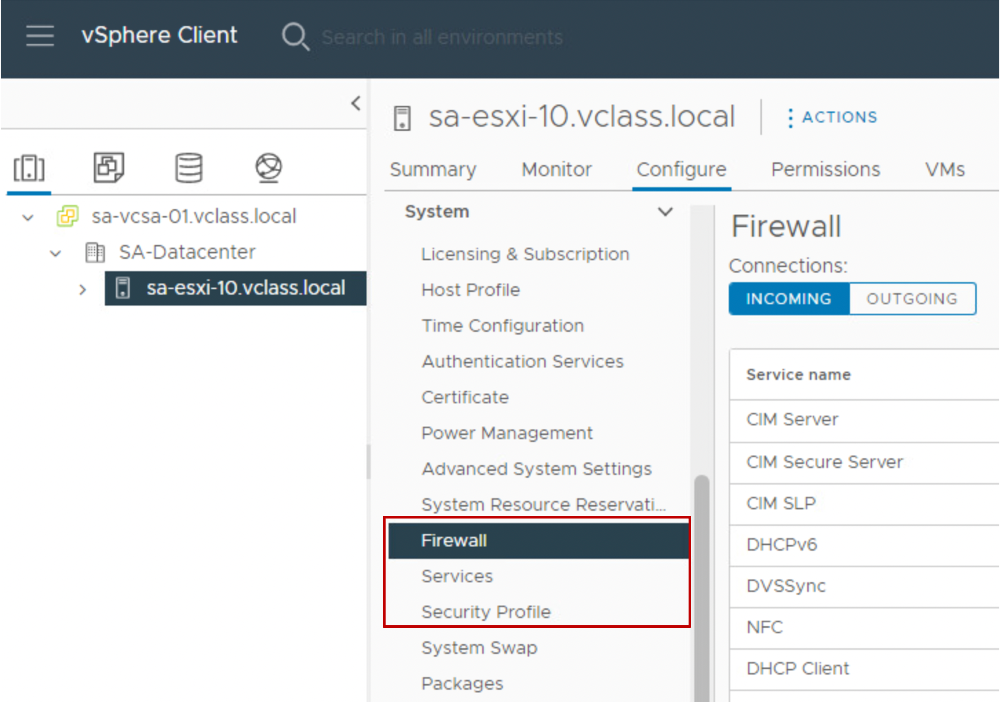 vSphere Client
Search in all environments
sa-vcsa-01.vclass.local
SA-Datacenter
sa-esxi-10.vclass.local
sa-esxi-10.vclass.local
ACTIONS
Summary Monitor Configure Permissions VMs
System
Licensing & Subscription
Host Profile
Time Configuration
Authentication Services
Certificate
Power Management
Advanced System Settings
System Resource Reservati...
Firewall
Services
Security Profile
System Swap
Packages
Firewall
Connections:
INCOMING OUTGOING
Service name
CIM Server
CIM Secure Server
CIM SLP
DHCPv6
DVSSync
NFC
DHCP Client